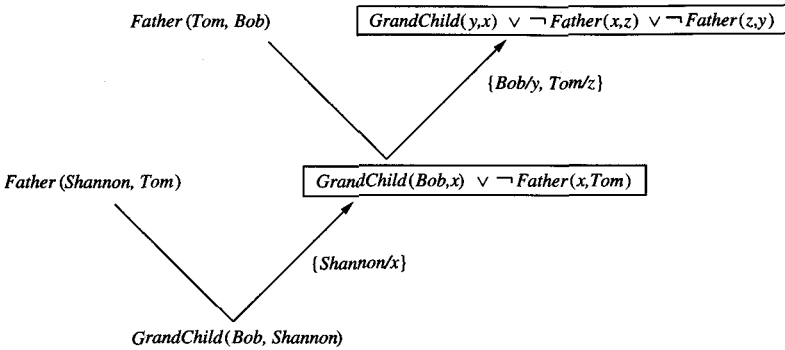 Father (Tom, Bob)
GrandChild (y,x) ∨ ¬ Father (x,z) ∨ ¬ Father (z,y)
{Bob/y, Tom/z}
Father (Shannon, Tom)
GrandChild (Bob,x) ∨ ¬ Father (x,Tom)
{Shannon/x}
GrandChild (Bob, Shannon)